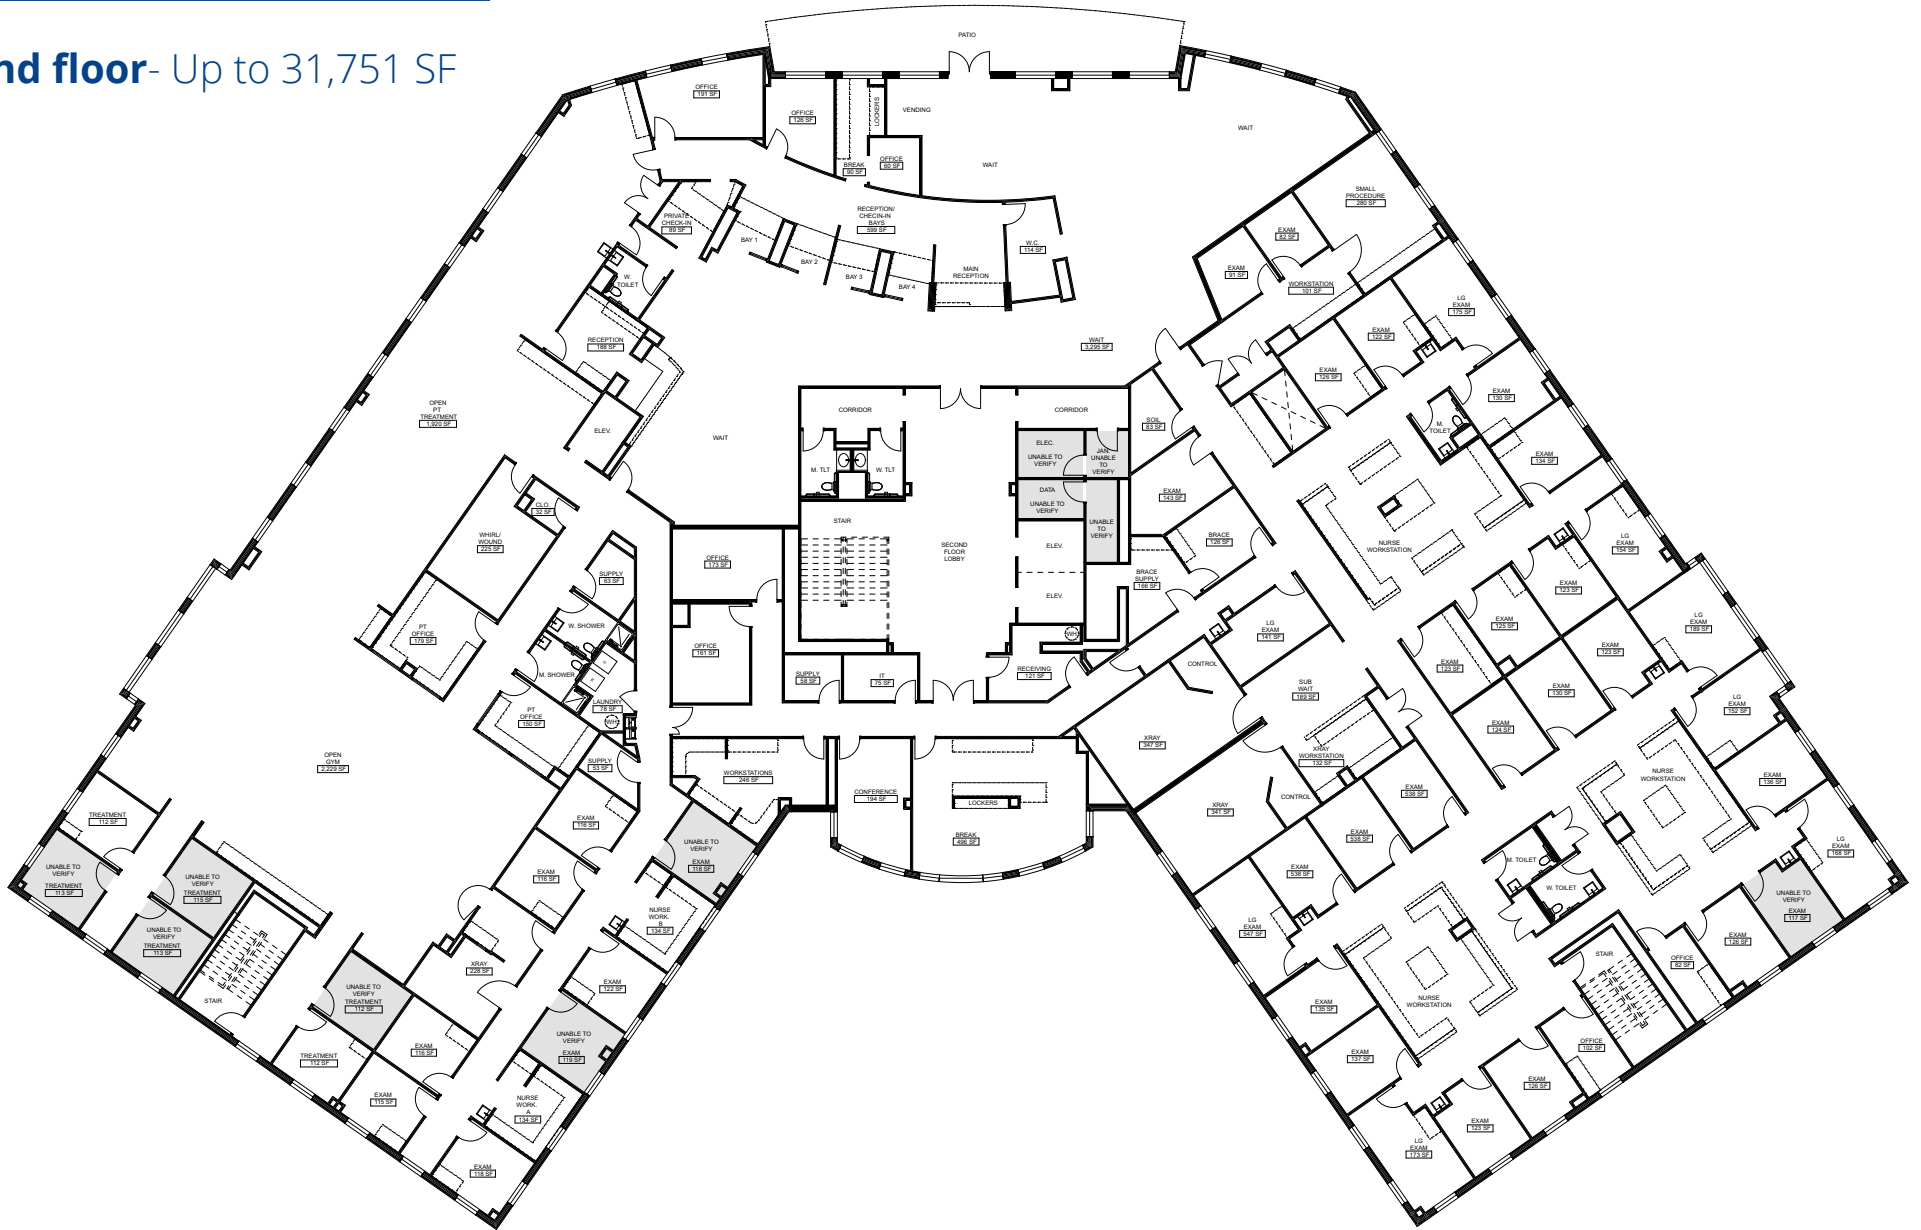 nd floor- Up to 31,751 SF
PATIO
OFFICE
191 SF
OFFICE
126 SF
LOCKERS
VENDING
BREAK
90 SF
OFFICE
60 SF
WAIT
WAIT
SMALL
PROCEDURE
280 SF
PRIVATE
CHECK-IN
89 SF
RECEPTION/
CHECIN-IN
BAYS
599 SF
BAY 1
BAY 2
BAY 3
BAY 4
MAIN
RECEPTION
W.C.
114 SF
EXAM
82 SF
EXAM
91 SF
WORKSTATION
101 SF
LG
EXAM
175 SF
W.
TOILET
RECEPTION
188 SF
WAIT
3,295 SF
EXAM
122 SF
EXAM
126 SF
EXAM
130 SF
OPEN
PT
TREATMENT
1,920 SF
ELEV.
WAIT
CORRIDOR
CORRIDOR
SOIL
83 SF
M.
TOILET
ELEC.
UNABLE TO
VERIFY
JAN.
UNABLE
TO
VERIFY
M. TLT
W. TLT
EXAM
134 SF
DATA
UNABLE TO
VERIFY
EXAM
143 SF
CLO.
32 SF
STAIR
UNABLE
TO
VERIFY
WHIRL/
WOUND
225 SF
OFFICE
173 SF
SECOND
FLOOR
LOBBY
ELEV.
BRACE
126 SF
NURSE
WORKSTATION
LG
EXAM
154 SF
SUPPLY
63 SF
BRACE
SUPPLY
166 SF
EXAM
123 SF
ELEV.
W. SHOWER
PT
OFFICE
179 SF
WH
LG
EXAM
141 SF
EXAM
125 SF
LG
EXAM
189 SF
OFFICE
161 SF
EXAM
123 SF
M. SHOWER
SUPPLY
58 SF
IT
75 SF
RECEIVING
121 SF
CONTROL
EXAM
123 SF
SUB
WAIT
189 SF
EXAM
130 SF
LG
EXAM
152 SF
LAUNDRY
78 SF
WH
PT
OFFICE
150 SF
EXAM
124 SF
XRAY
347 SF
XRAY
WORKSTATION
132 SF
OPEN
GYM
2,229 SF
SUPPLY
53 SF
WORKSTATIONS
246 SF
NURSE
WORKSTATION
EXAM
136 SF
CONFERENCE
194 SF
LOCKERS
CONTROL
EXAM
538 SF
XRAY
341 SF
TREATMENT
112 SF
EXAM
116 SF
BREAK
496 SF
EXAM
538 SF
UNABLE TO
VERIFY
EXAM
118 SF
LG
EXAM
168 SF
UNABLE TO
VERIFY
TREATMENT
113 SF
UNABLE TO
VERIFY
TREATMENT
115 SF
EXAM
116 SF
EXAM
538 SF
M. TOILET
W. TOILET
UNABLE TO
VERIFY
EXAM
117 SF
NURSE
WORK.
B
134 SF
LG
EXAM
547 SF
UNABLE TO
VERIFY
TREATMENT
113 SF
EXAM
126 SF
XRAY
228 SF
STAIR
OFFICE
82 SF
EXAM
122 SF
UNABLE TO
VERIFY
TREATMENT
112 SF
STAIR
EXAM
135 SF
NURSE
WORKSTATION
UNABLE TO
VERIFY
EXAM
119 SF
EXAM
116 SF
TREATMENT
112 SF
EXAM
137 SF
OFFICE
102 SF
EXAM
115 SF
NURSE
WORK.
A
134 SF
EXAM
126 SF
EXAM
123 SF
LG
EXAM
173 SF
EXAM
118 SF